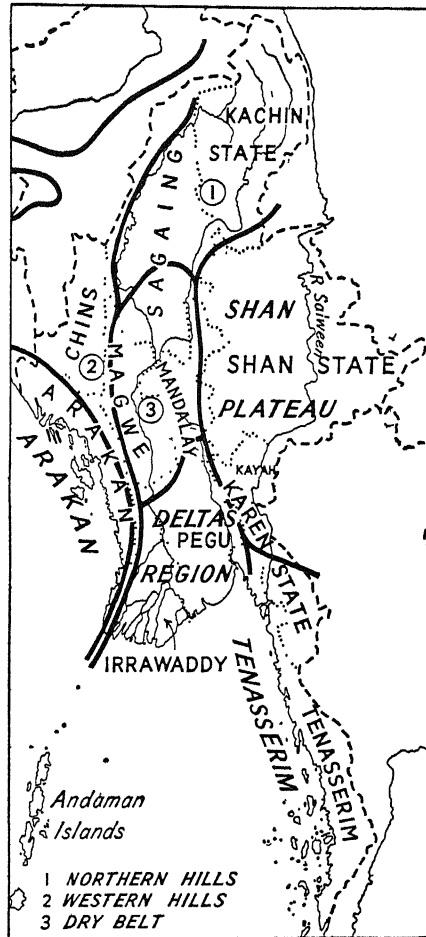 KACHIN
STATE
1
SAGAING
SHAN
R Salween
CHINS
SHAN STATE
2
MAGWE
3
MANDALAY
PLATEAU
ARAKAN
ARAKAN
KAYAH
KAREN STATE
DELTAS
PEGU
REGION
IRRAWADDY
TENASSERIM
TENASSERIM
Andaman
Islands
1 NORTHERN HILLS
2 WESTERN HILLS
3 DRY BELT